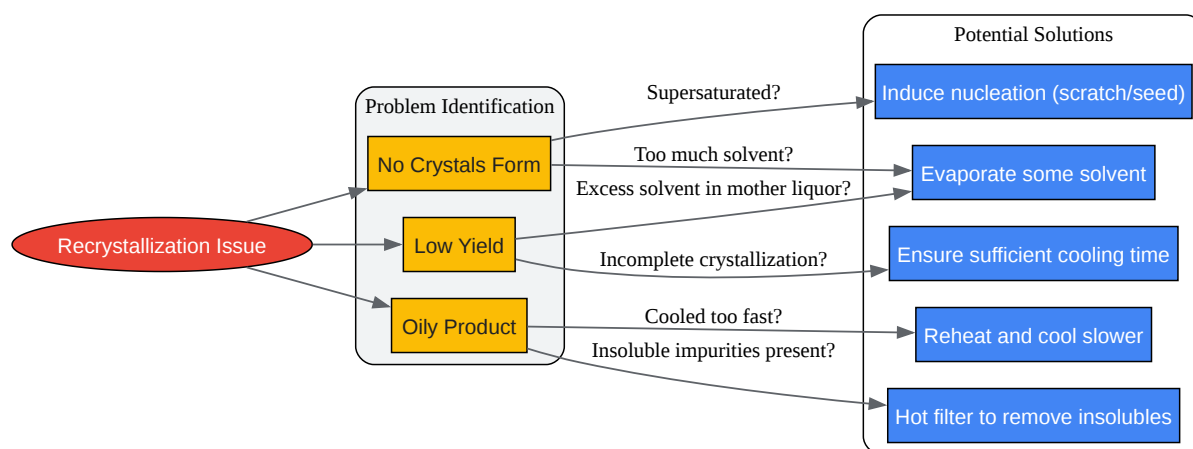 Recrystallization Issue
Problem Identification
No Crystals Form
Low Yield
Oily Product
Supersaturated?
Too much solvent?
Excess solvent in mother liquor?
Incomplete crystallization?
Cooled too fast?
Insoluble impurities present?
Potential Solutions
Induce nucleation (scratch/seed)
Evaporate some solvent
Ensure sufficient cooling time
Reheat and cool slower
Hot filter to remove insolubles